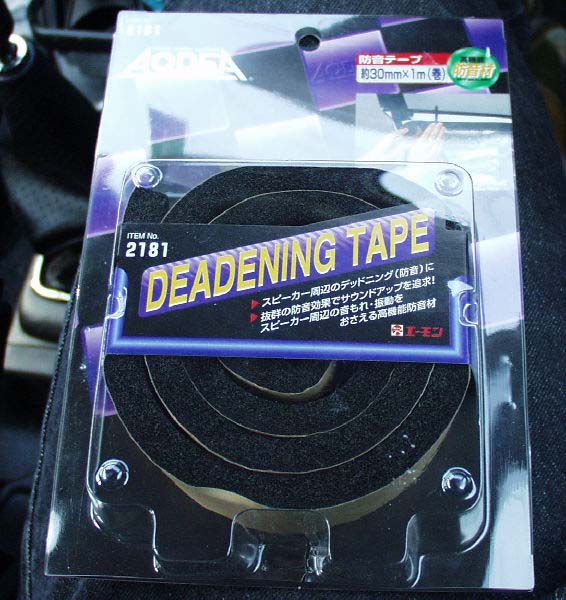 2181
AODEA
防音テープ
約30mm×1m(巻)
高機能
防音材
ITEM No.
2181
DEADENING TAPE
▶スピーカー周辺のデッドニング(防音)に
▶抜群の防音効果でサウンドアップを追求!
▶スピーカー周辺の音もれ・振動を
おさえる高機能防音材
エーモン